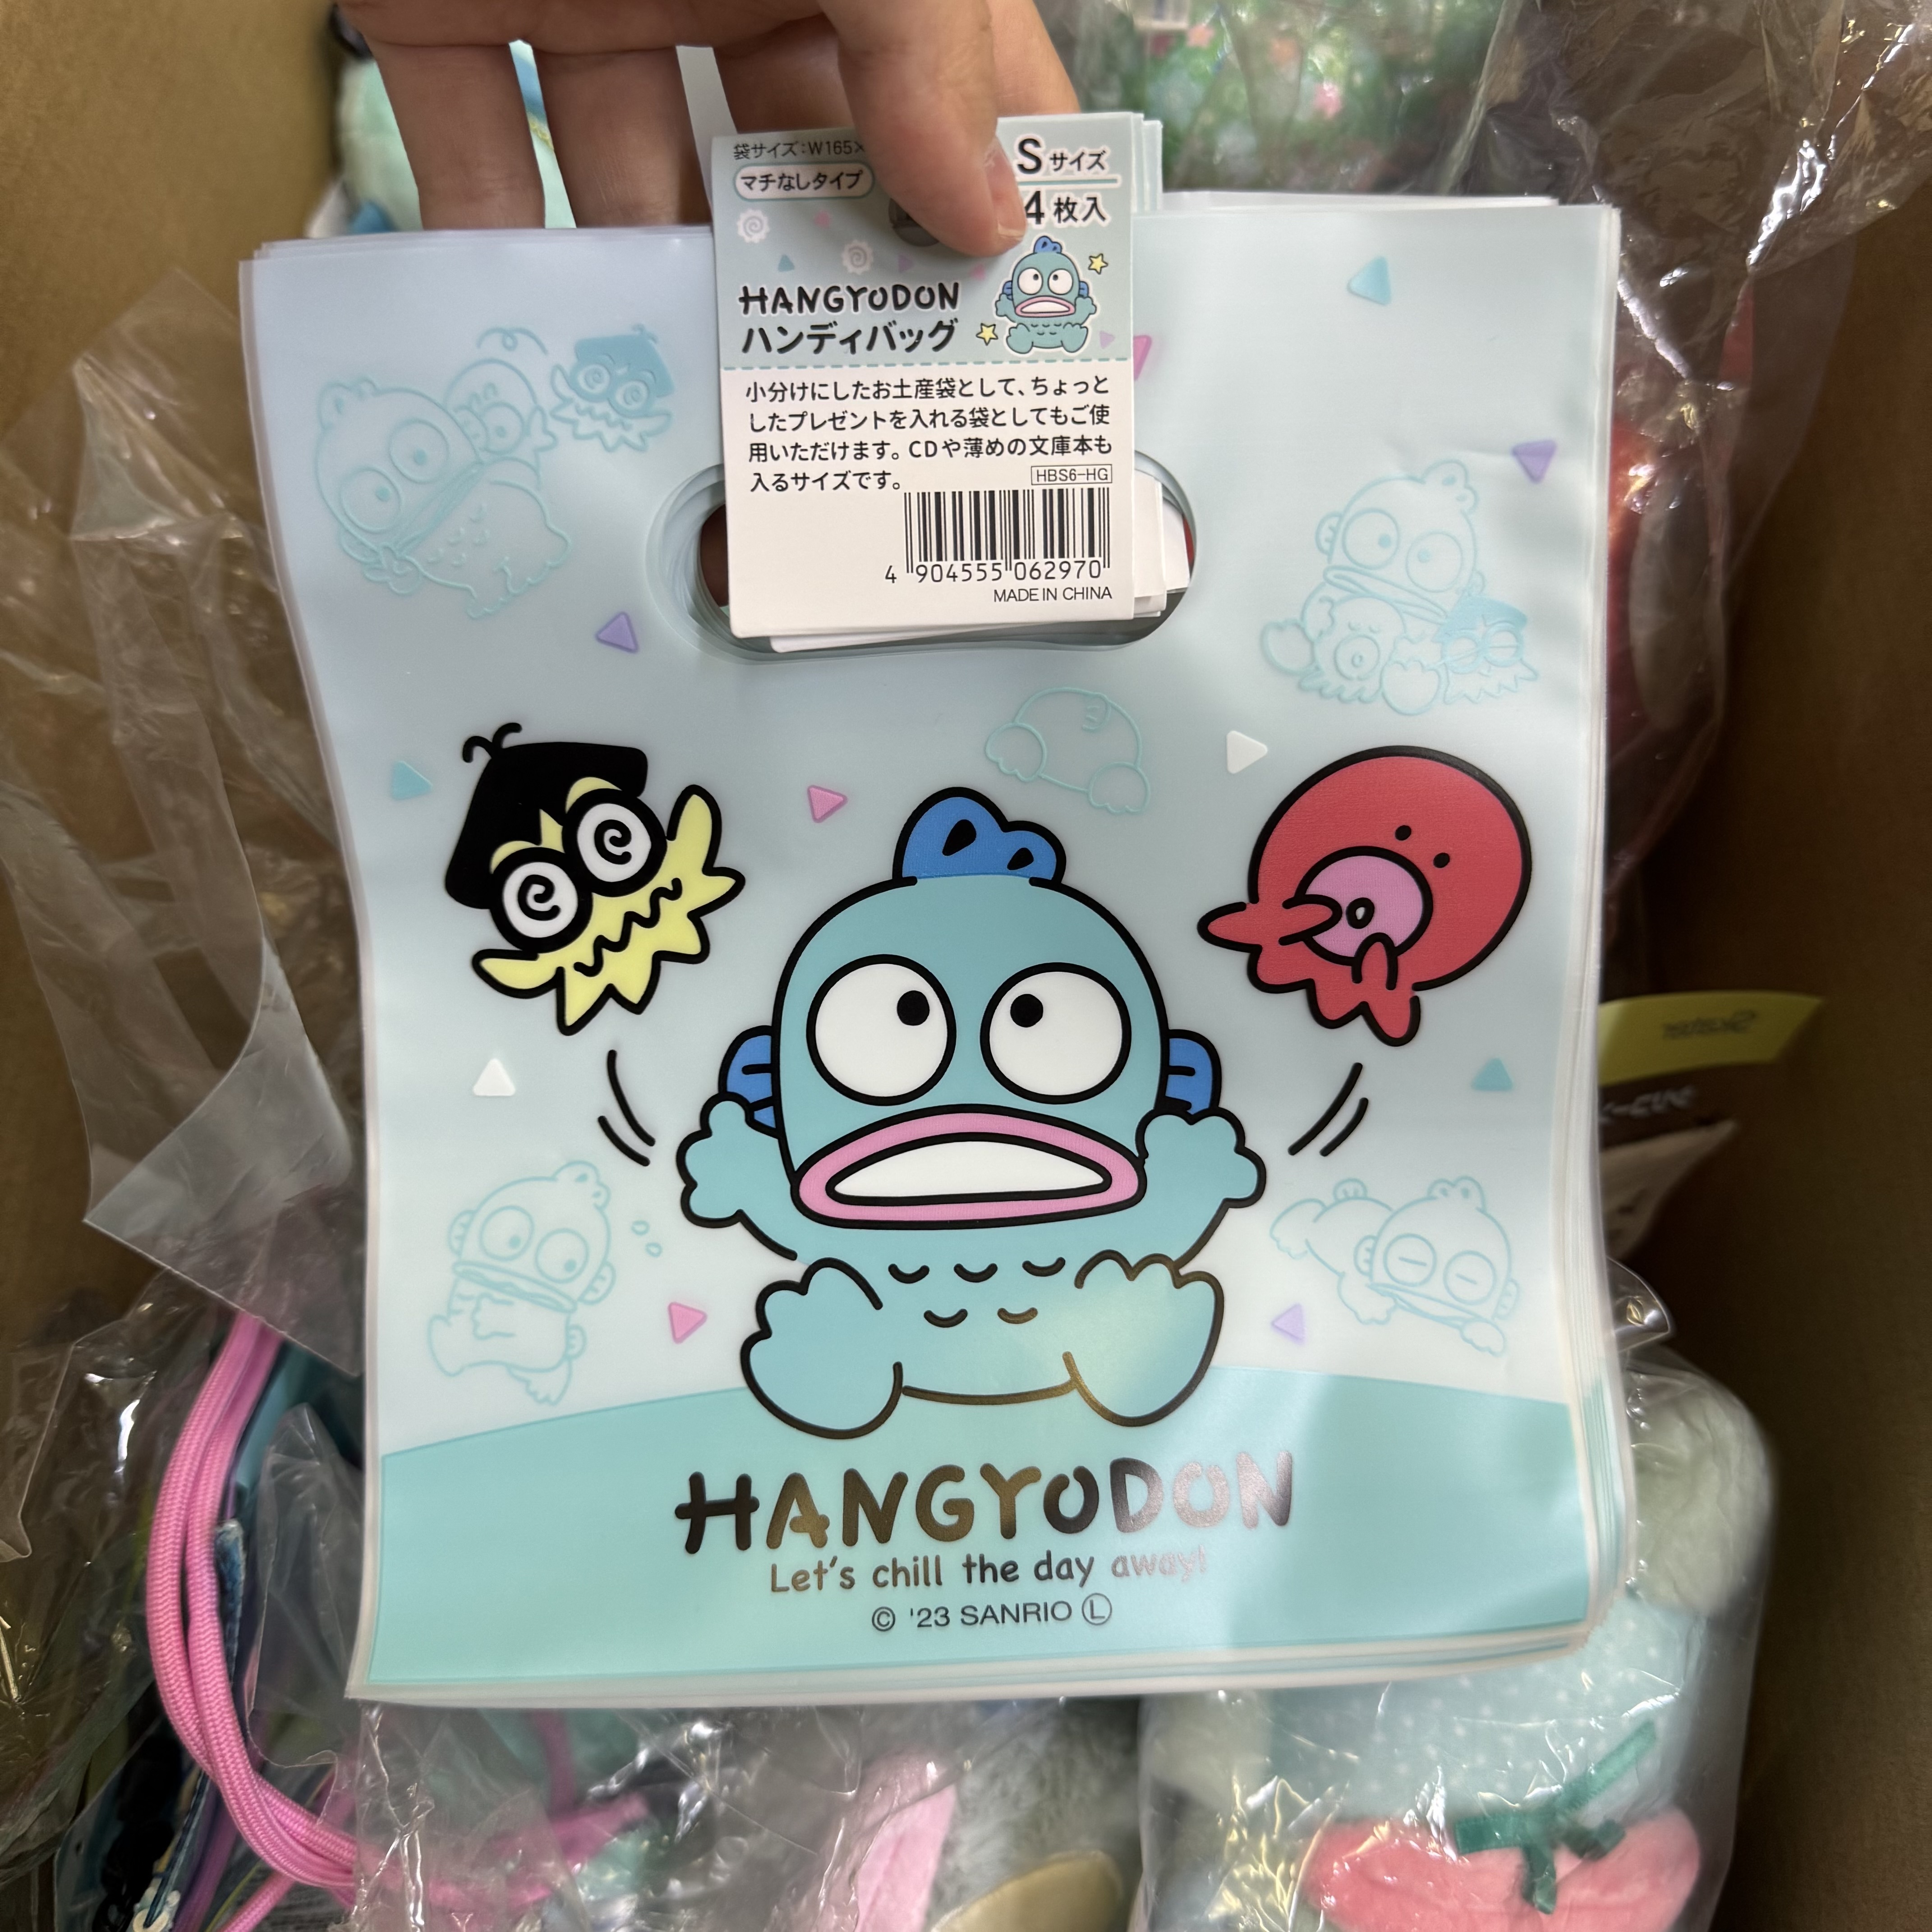 袋サイズ:W165×
マチなしタイプ
Sサイズ
4枚入
HANGYODON
ハンディバッグ
小分けにしたお土産袋として、ちょっと
したプレゼントを入れる袋としてもご使
用いただけます。CDや薄めの文庫本も
入るサイズです。
HBS6-HG
4 904555 062970
MADE IN CHINA
HANGYODON
Let's chill the day away!
© '23 SANRIO Ⓛ